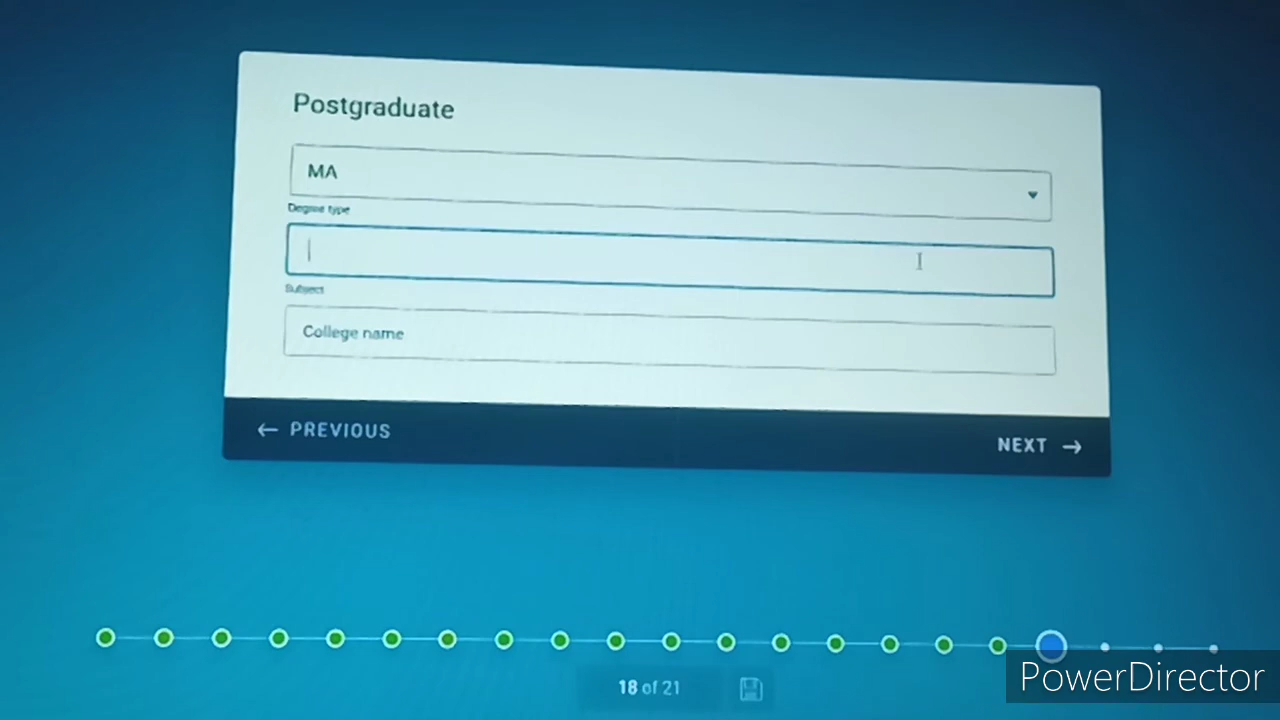 Postgraduate
MA
Degree type
Subject
College name
← PREVIOUS
NEXT →
18 of 21
PowerDirector